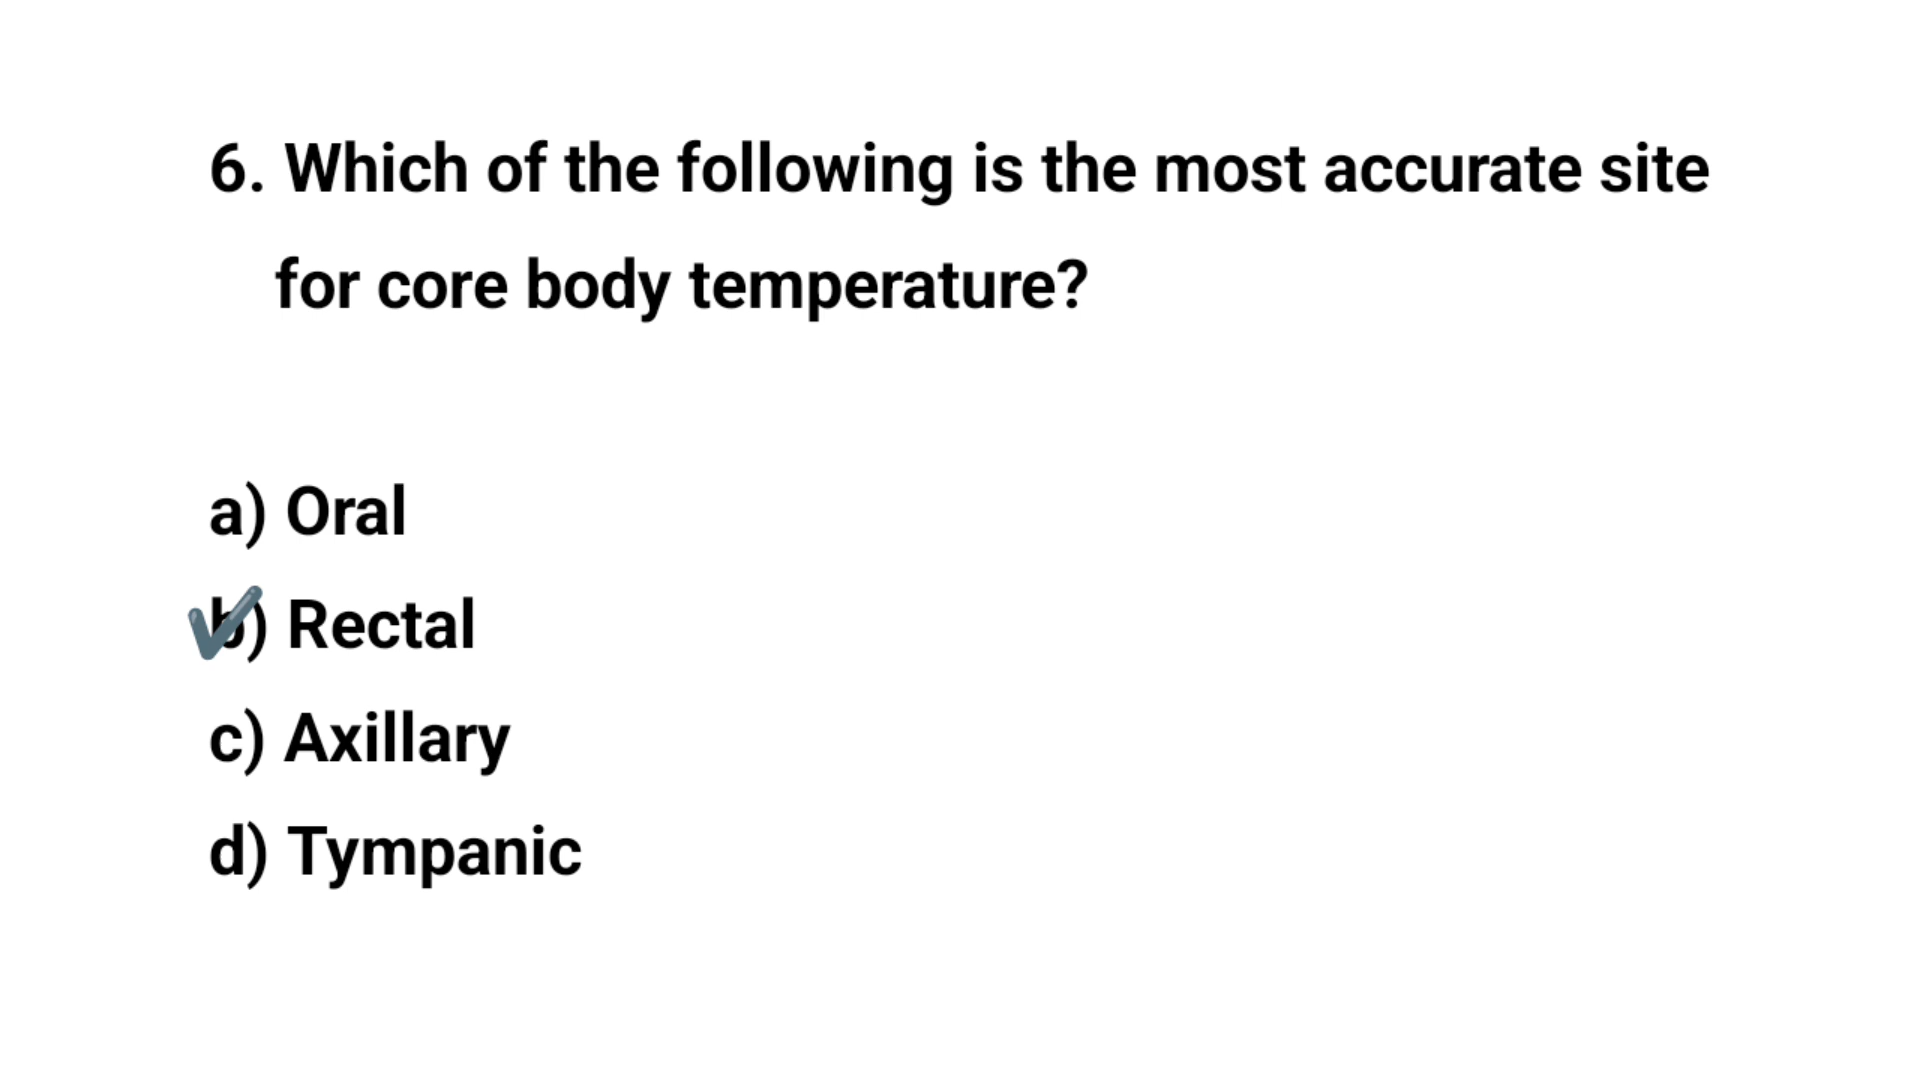 6. Which of the following is the most accurate site
for core body temperature?
a) Oral
b) Rectal
c) Axillary
d) Tympanic